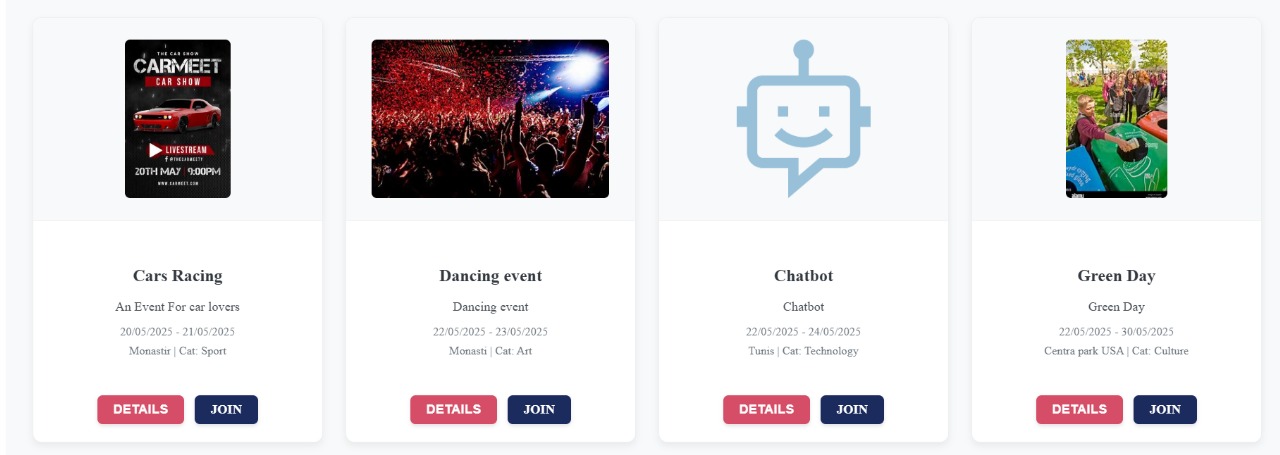 THE CAR SHOW
CARMEET
CAR SHOW
LIVESTREAM
@THECARMEETY
20TH MAY 9:00PM
WWW.CARMEET.COM
Cars Racing
An Event For car lovers
20/05/2025 - 21/05/2025
Monastir | Cat: Sport
DETAILS JOIN
Dancing event
Dancing event
22/05/2025 - 23/05/2025
Monasti | Cat: Art
DETAILS JOIN
Chatbot
Chatbot
22/05/2025 - 24/05/2025
Tunis | Cat: Technology
DETAILS JOIN
Green Day
Green Day
22/05/2025 - 30/05/2025
Centra park USA | Cat: Culture
DETAILS JOIN